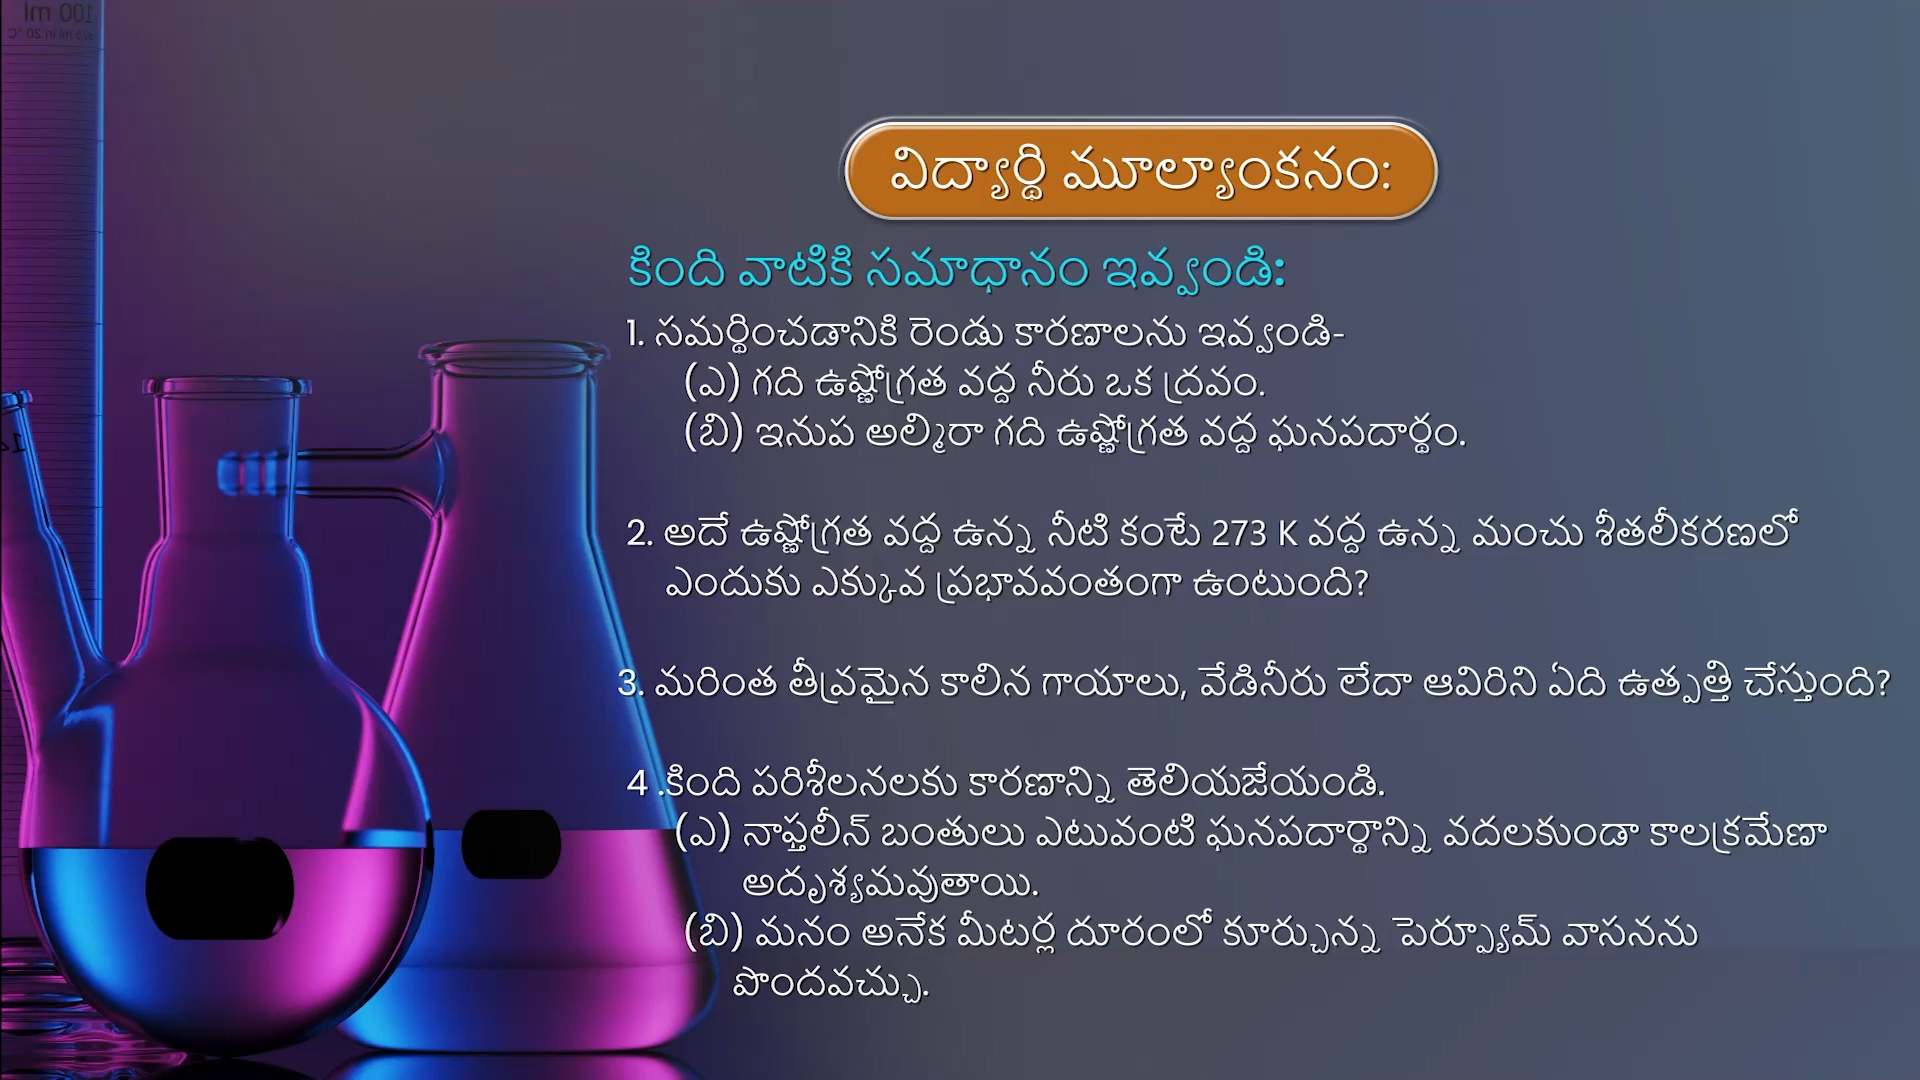 100 ml
విద్యార్థి మూల్యాంకనం:
కింది వాటికి సమాధానం ఇవ్వండి:
1. సమర్థించడానికి రెండు కారణాలను ఇవ్వండి-
(ఎ) గది ఉష్ణోగ్రత వద్ద నీరు ఒక ద్రవం.
(బి) ఇనుప అల్మిరా గది ఉష్ణోగ్రత వద్ద ఘనపదార్థం.
2. అదే ఉష్ణోగ్రత వద్ద ఉన్న నీటి కంటే 273 K వద్ద ఉన్న మంచు శీతలీకరణలో
ఎందుకు ఎక్కువ ప్రభావవంతంగా ఉంటుంది?
3. మరింత తీవ్రమైన కాలిన గాయాలు, వేడినీరు లేదా ఆవిరిని ఏది ఉత్పత్తి చేస్తుంది?
4 .కింది పరిశీలనలకు కారణాన్ని తెలియజేయండి.
(ఎ) నాఫ్తలీన్ బంతులు ఎటువంటి ఘనపదార్థాన్ని వదలకుండా కాలక్రమేణా
అదృశ్యమవుతాయి.
(బి) మనం అనేక మీటర్ల దూరంలో కూర్చున్న పెర్ఫ్యూమ్ వాసనను
పొందవచ్చు.